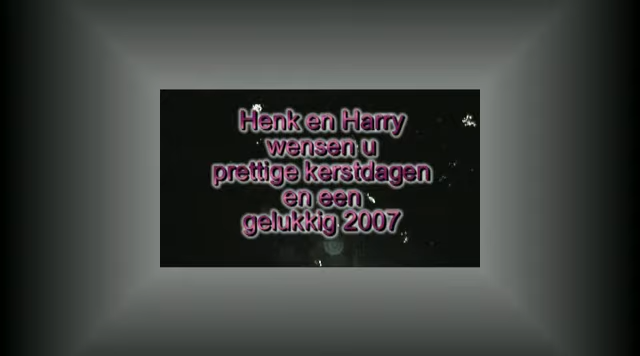 Henk en Harry
wensen u
prettige kerstdagen
en een
gelukkig 2007